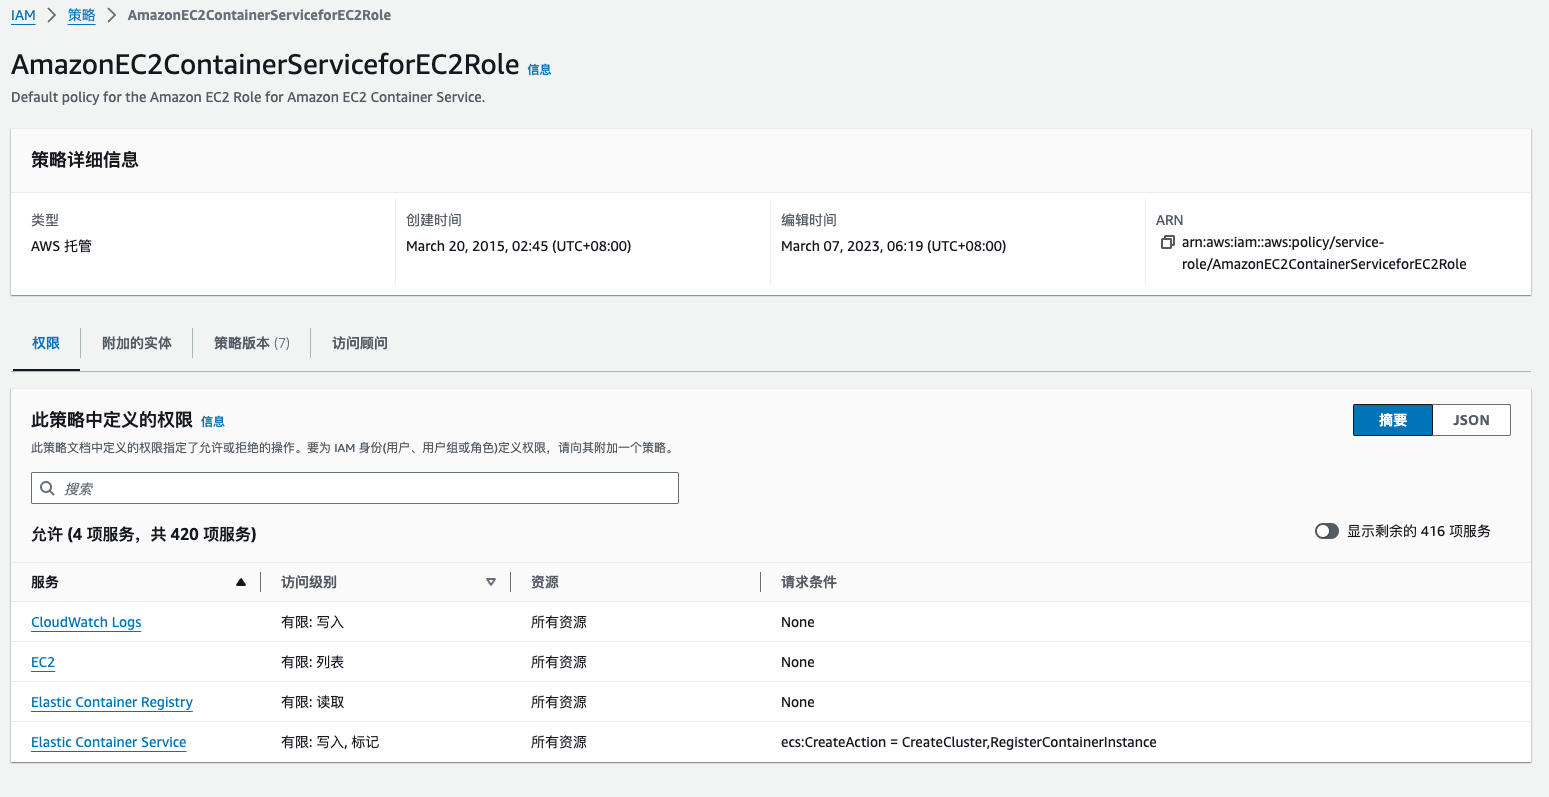 IAM > 策略 > AmazonEC2ContainerServiceforEC2Role
AmazonEC2ContainerServiceforEC2Role 信息
Default policy for the Amazon EC2 Role for Amazon EC2 Container Service.
策略详细信息
类型 创建时间 编辑时间 ARN
AWS 托管 March 20, 2015, 02:45 (UTC+08:00) March 07, 2023, 06:19 (UTC+08:00) arn:aws:iam::aws:policy/service-
role/AmazonEC2ContainerServiceforEC2Role
权限 附加的实体 策略版本 (7) 访问顾问
此策略中定义的权限 信息 摘要 JSON
此策略文档中定义的权限指定了允许或拒绝的操作。要为 IAM 身份(用户、用户组或角色)定义权限，请向其附加一个策略。
搜索
允许 (4 项服务，共 420 项服务) 显示剩余的 416 项服务
服务 访问级别 资源 请求条件
CloudWatch Logs 有限: 写入 所有资源 None
EC2 有限: 列表 所有资源 None
Elastic Container Registry 有限: 读取 所有资源 None
Elastic Container Service 有限: 写入, 标记 所有资源 ecs:CreateAction = CreateCluster,RegisterContainerInstance